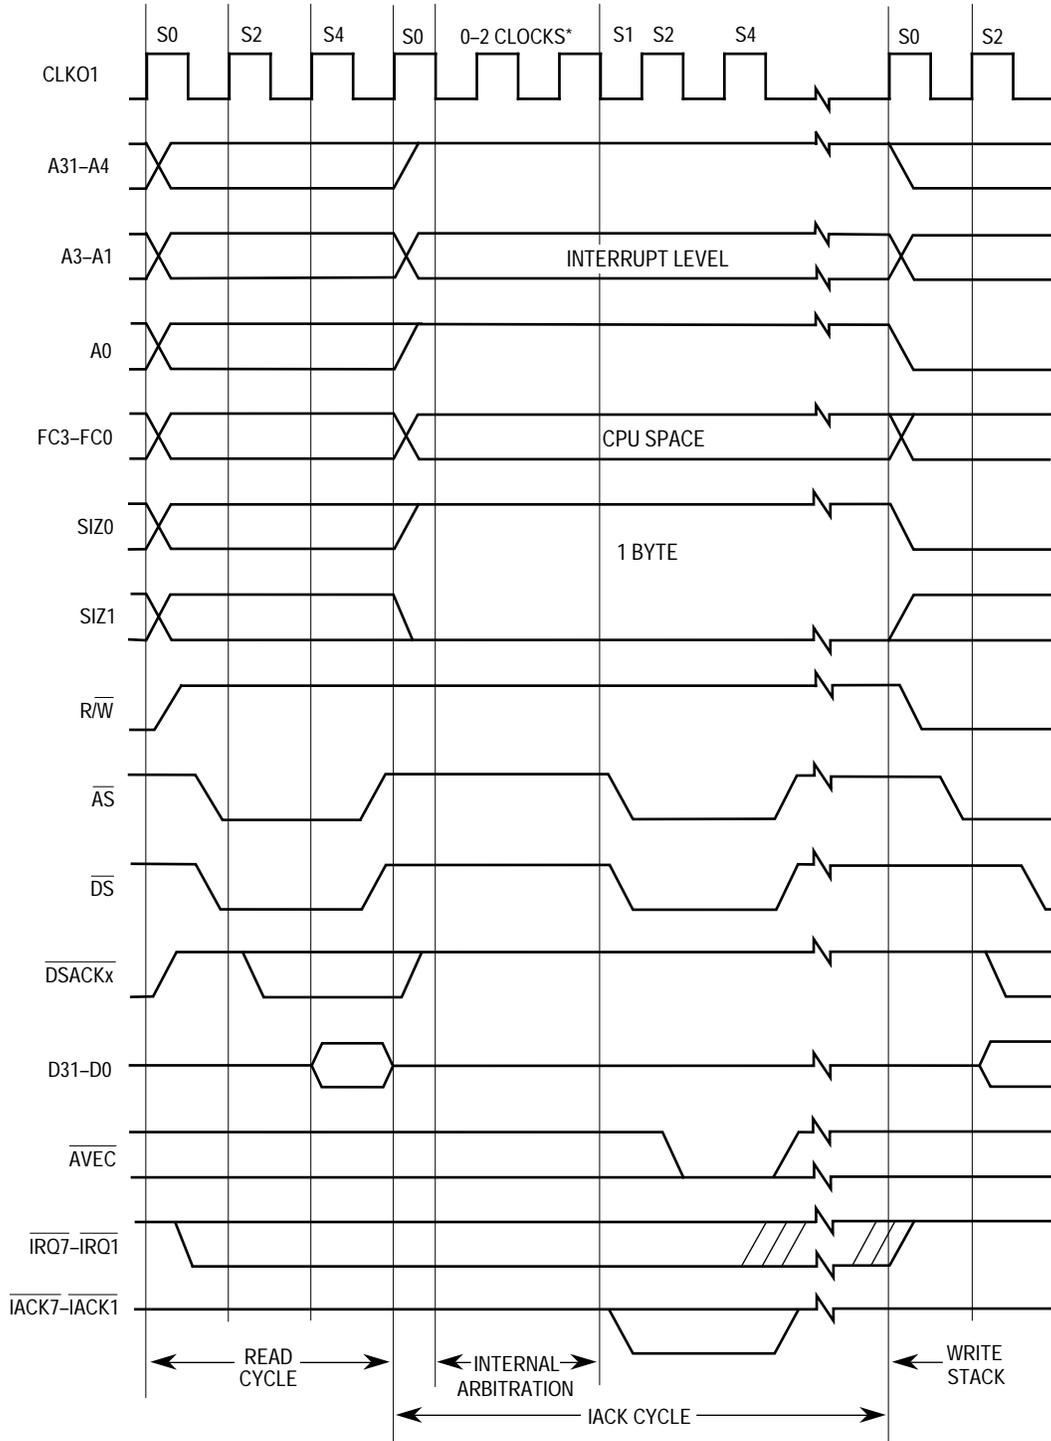 S0 S2 S4 S0 0–2 CLOCKS* S1 S2 S4 S0 S2
CLKO1
A31–A4
A3–A1 INTERRUPT LEVEL
A0
FC3–FC0 CPU SPACE
SIZ0
1 BYTE
SIZ1
R/W
AS
DS
DSACKx
D31–D0
AVEC
IRQ7–IRQ1
IACK7–IACK1
READ
CYCLE
INTERNAL
ARBITRATION
WRITE
STACK
IACK CYCLE